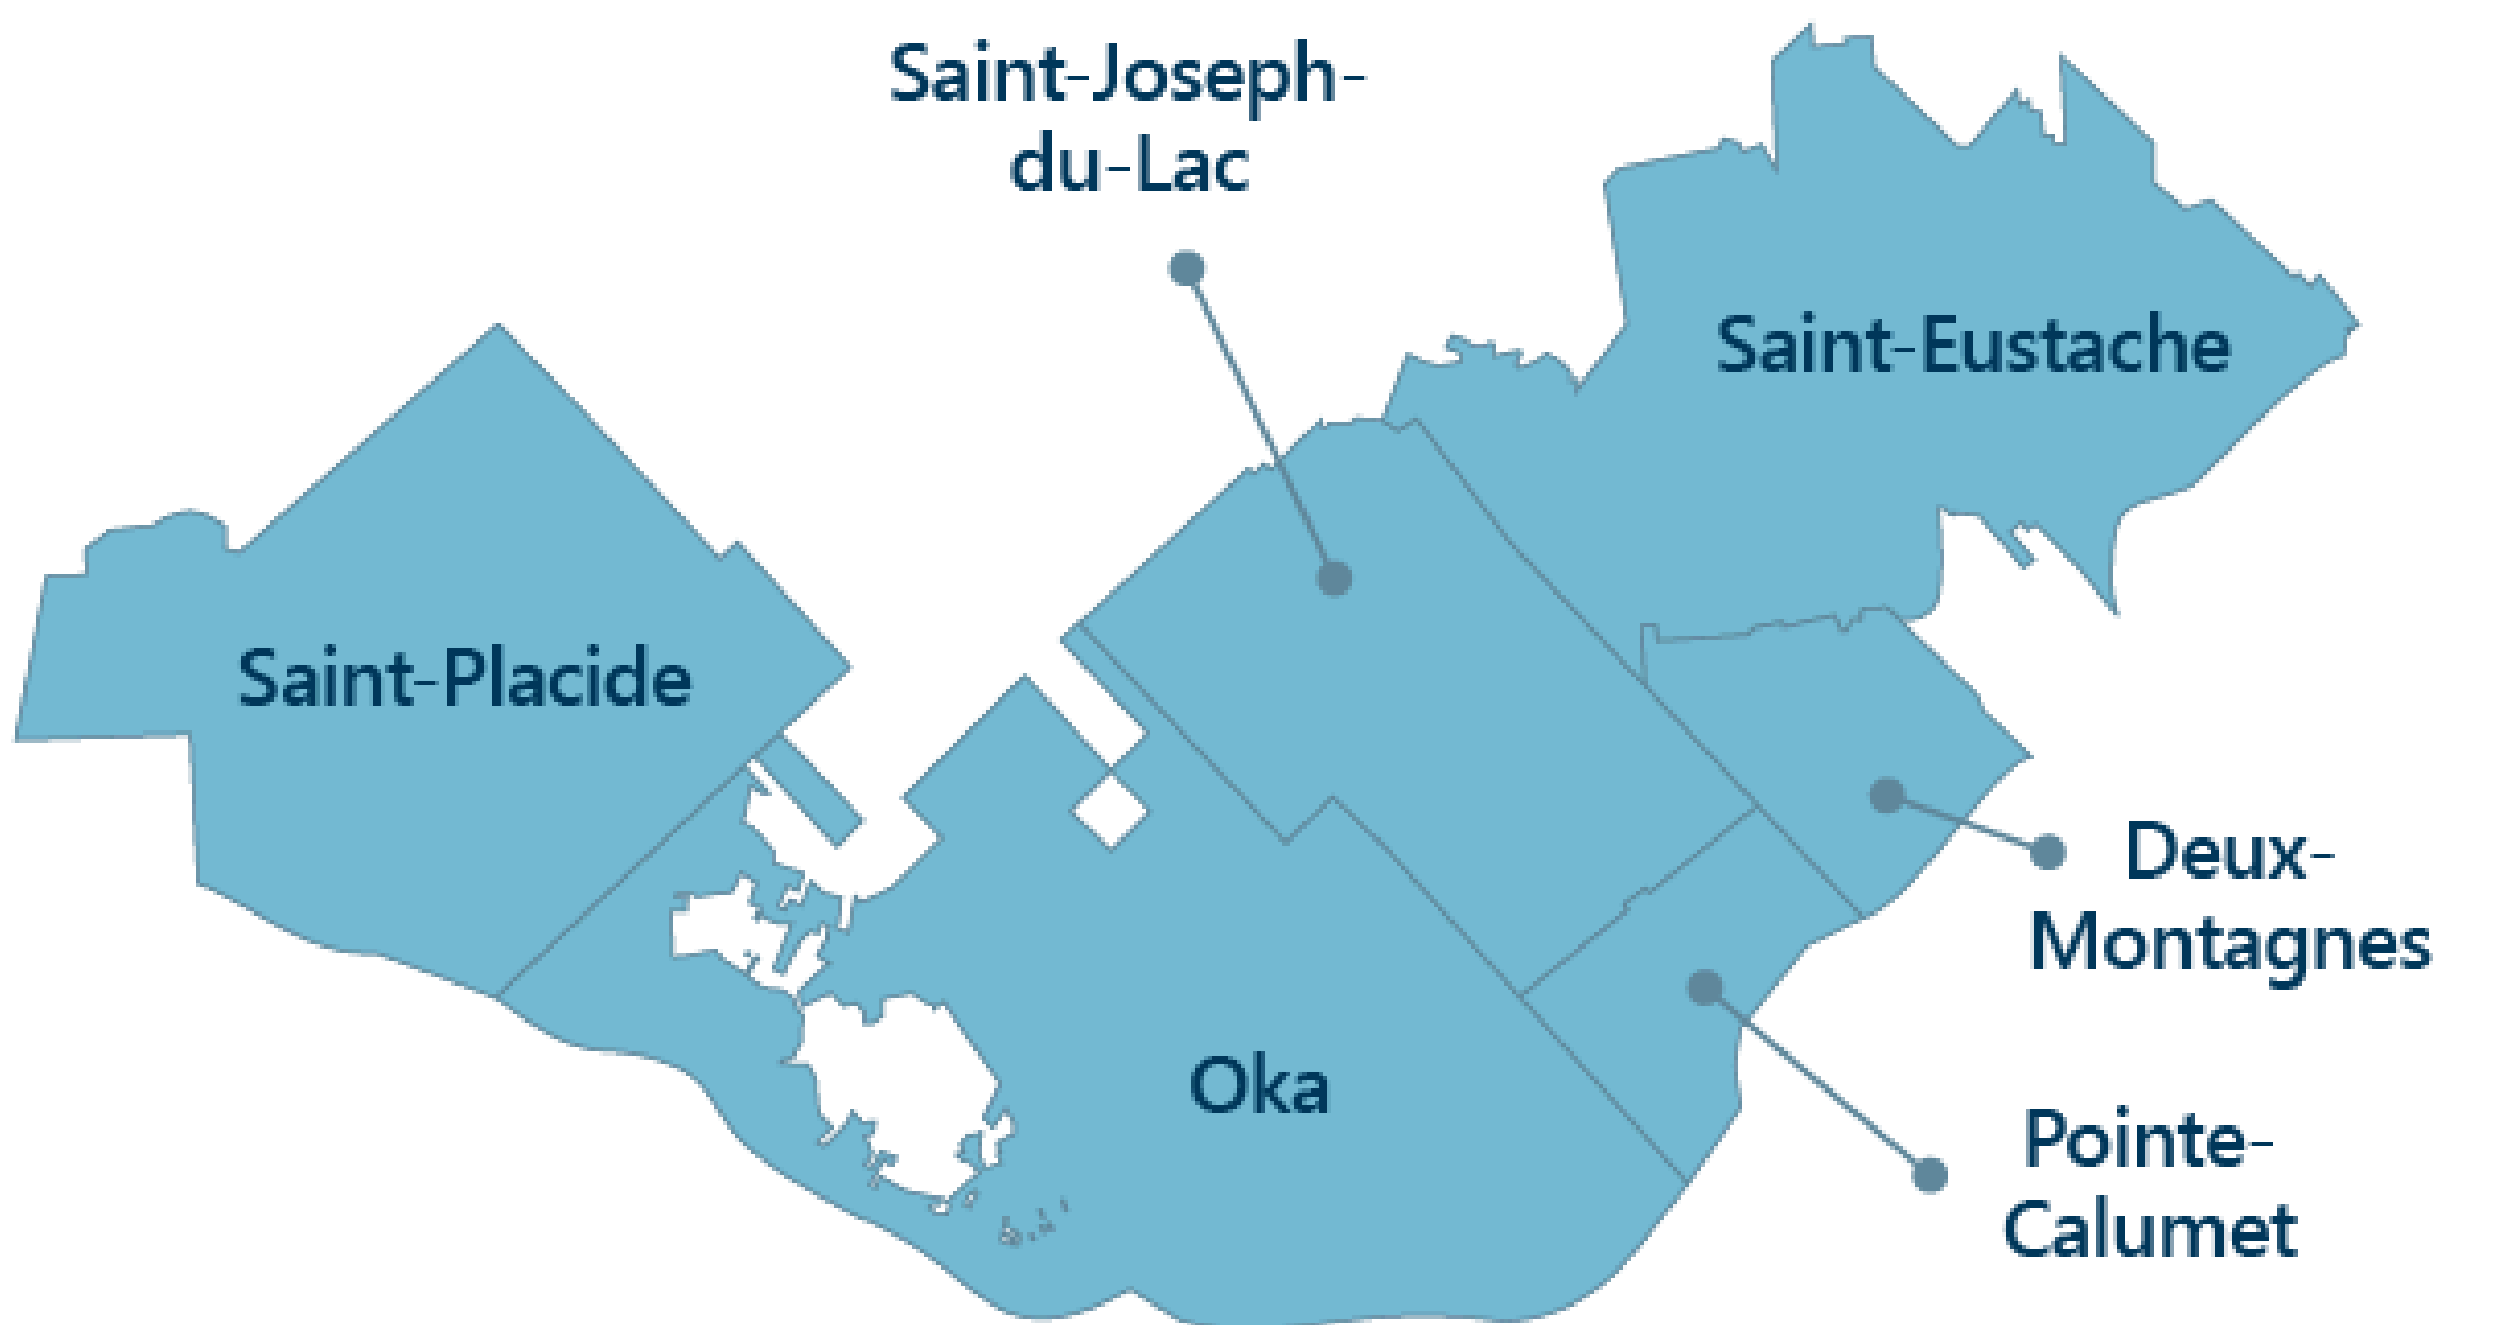 Saint-Joseph-
du-Lac
Saint-Eustache
Saint-Placide
Deux-
Montagnes
Oka
Pointe-
Calumet